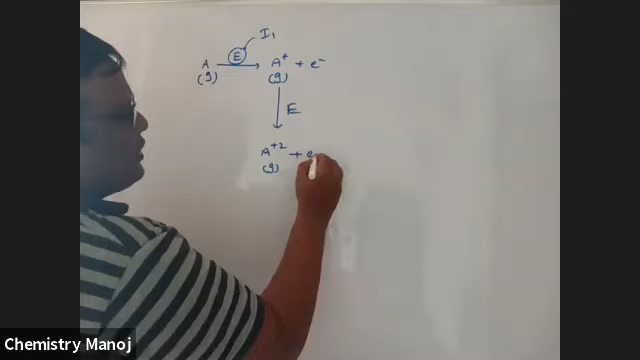 I₁
A E A⁺ + e⁻
(g) (g)
E
A⁺² + e
(g)
Chemistry Manoj